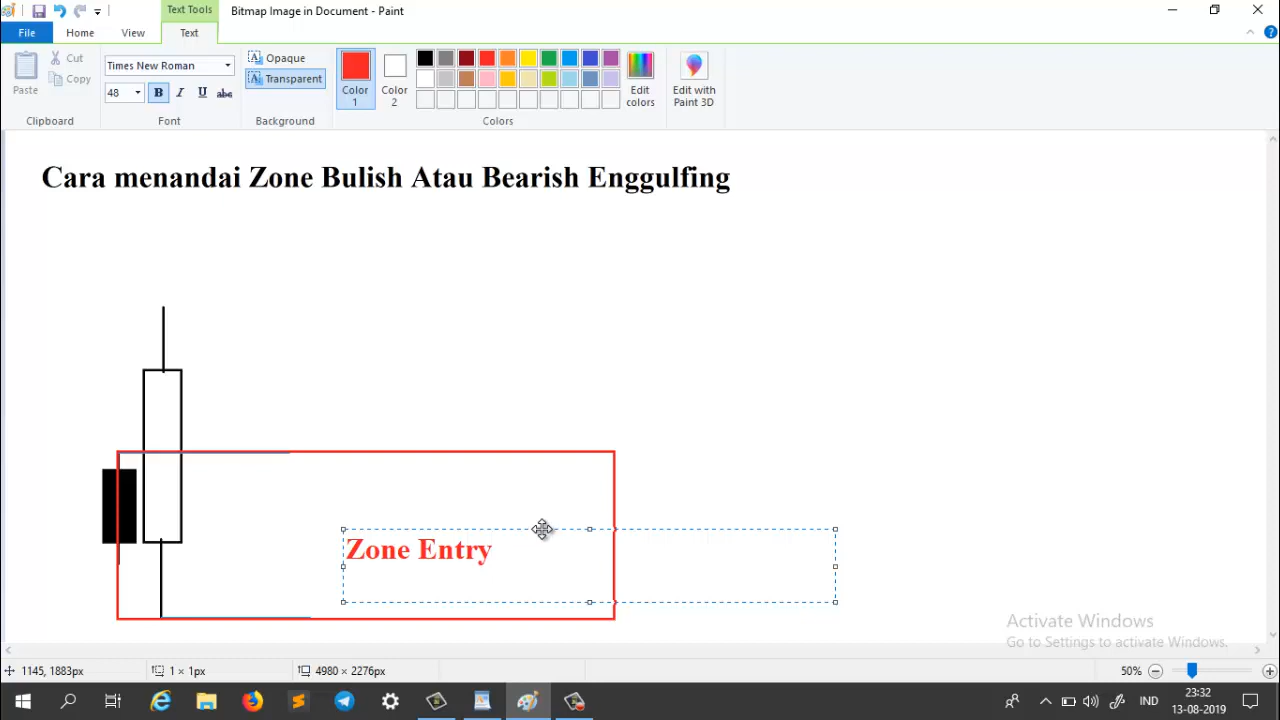 Text Tools
Bitmap Image in Document - Paint
File
Home
View
Text
Paste
Cut
Copy
Clipboard
Times New Roman
48
B
I
U
abc
Font
Opaque
Transparent
Background
Color 1
Color 2
Edit colors
Colors
Edit with Paint 3D
Cara menandai Zone Bulish Atau Bearish Enggulfing
Zone Entry
Activate Windows
Go to Settings to activate Windows.
1145, 1883px
1 × 1px
4980 × 2276px
50%
IND
23:32
13-08-2019